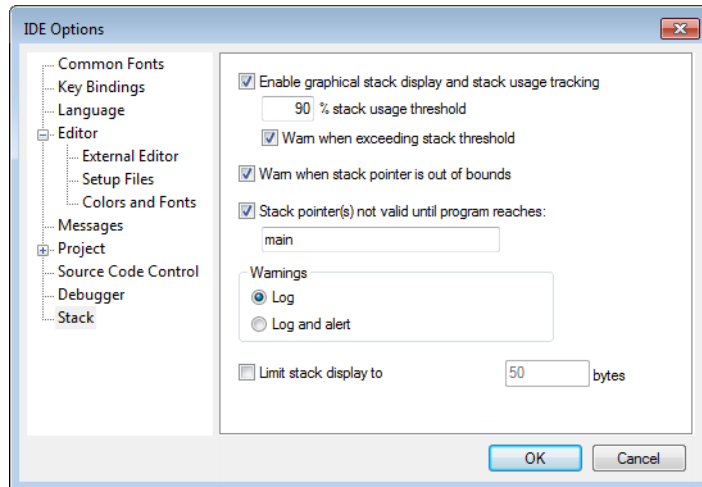 IDE Options
Common Fonts
Key Bindings
Language
Editor
External Editor
Setup Files
Colors and Fonts
Messages
Project
Source Code Control
Debugger
Stack
Enable graphical stack display and stack usage tracking
90 % stack usage threshold
Warn when exceeding stack threshold
Warn when stack pointer is out of bounds
Stack pointer(s) not valid until program reaches:
main
Warnings
Log
Log and alert
Limit stack display to 50 bytes
OK Cancel